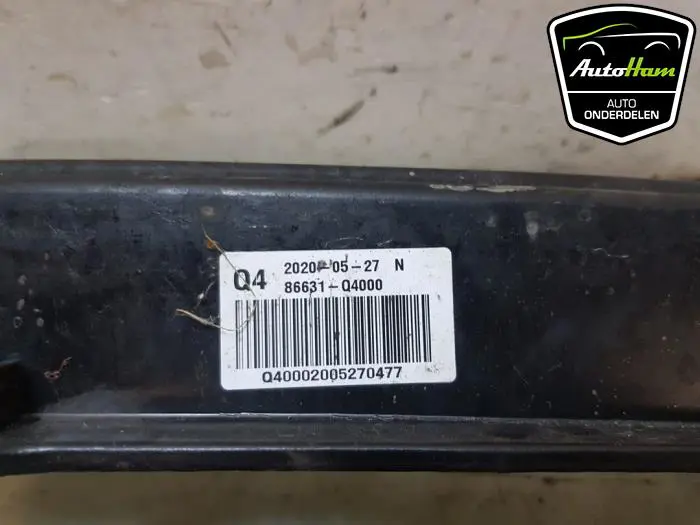 AutoHam
AUTO
ONDERDELEN
Q4
2020-05-27 N
86631-Q4000
Q40002005270477